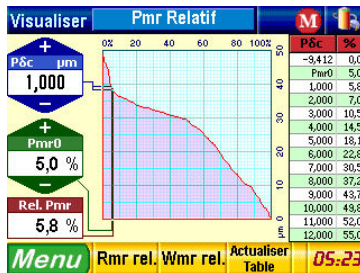 Visualiser
Pmr Relatif
M
Pδc µm
1,000
Pmr0
5,0 %
Rel. Pmr
5,8 %
0% 20 40 60 80 100%
50
40
30
20
10
0
µm
Pδc %
-9,412 0,0
Pmr0 5,0
1,000 5,8
2,000 7,
3,000 10,5
4,000 14,5
5,000 18,1
6,000 22,8
7,000 30,5
8,000 37,2
9,000 43,7
10,000 49,8
11,000 52,0
12,000 55,0
Menu
Rmr rel.
Wmr rel.
Actualiser
Table
05:23